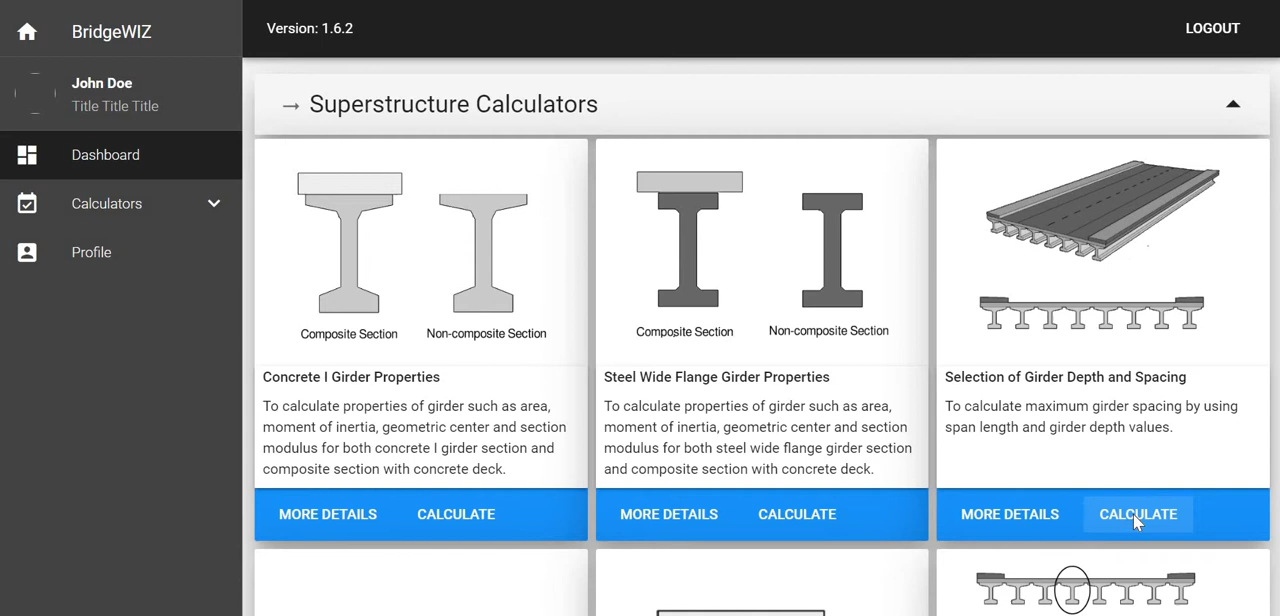 BridgeWIZ
Version: 1.6.2
LOGOUT
John Doe
Title Title Title
Dashboard
Calculators
Profile
→ Superstructure Calculators
Composite Section
Non-composite Section
Concrete I Girder Properties
To calculate properties of girder such as area,
moment of inertia, geometric center and section
modulus for both concrete I girder section and
composite section with concrete deck.
MORE DETAILS
CALCULATE
Composite Section
Non-composite Section
Steel Wide Flange Girder Properties
To calculate properties of girder such as area,
moment of inertia, geometric center and section
modulus for both steel wide flange girder section
and composite section with concrete deck.
MORE DETAILS
CALCULATE
Selection of Girder Depth and Spacing
To calculate maximum girder spacing by using
span length and girder depth values.
MORE DETAILS
CALCULATE